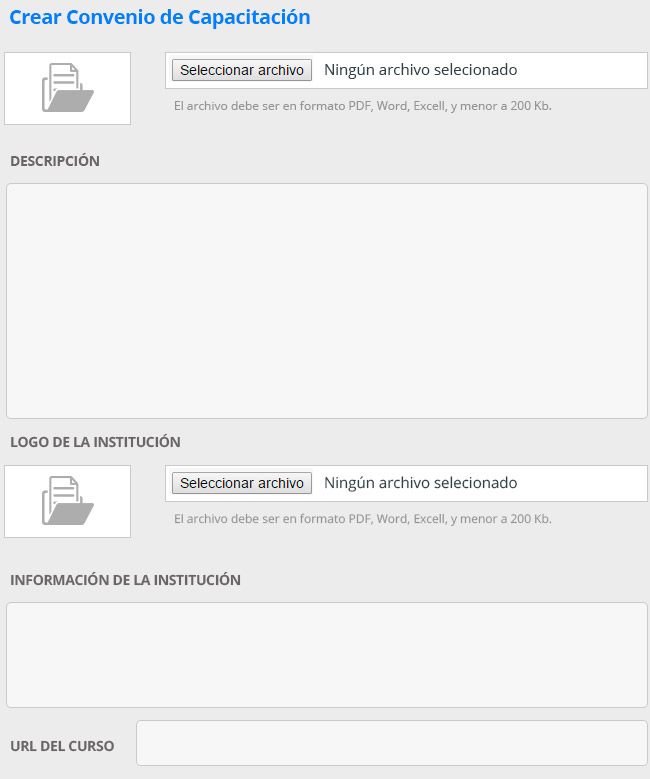 Crear Convenio de Capacitación
Seleccionar archivo Ningún archivo selecionado
El archivo debe ser en formato PDF, Word, Excell, y menor a 200 Kb.
DESCRIPCIÓN
LOGO DE LA INSTITUCIÓN
Seleccionar archivo Ningún archivo selecionado
El archivo debe ser en formato PDF, Word, Excell, y menor a 200 Kb.
INFORMACIÓN DE LA INSTITUCIÓN
URL DEL CURSO